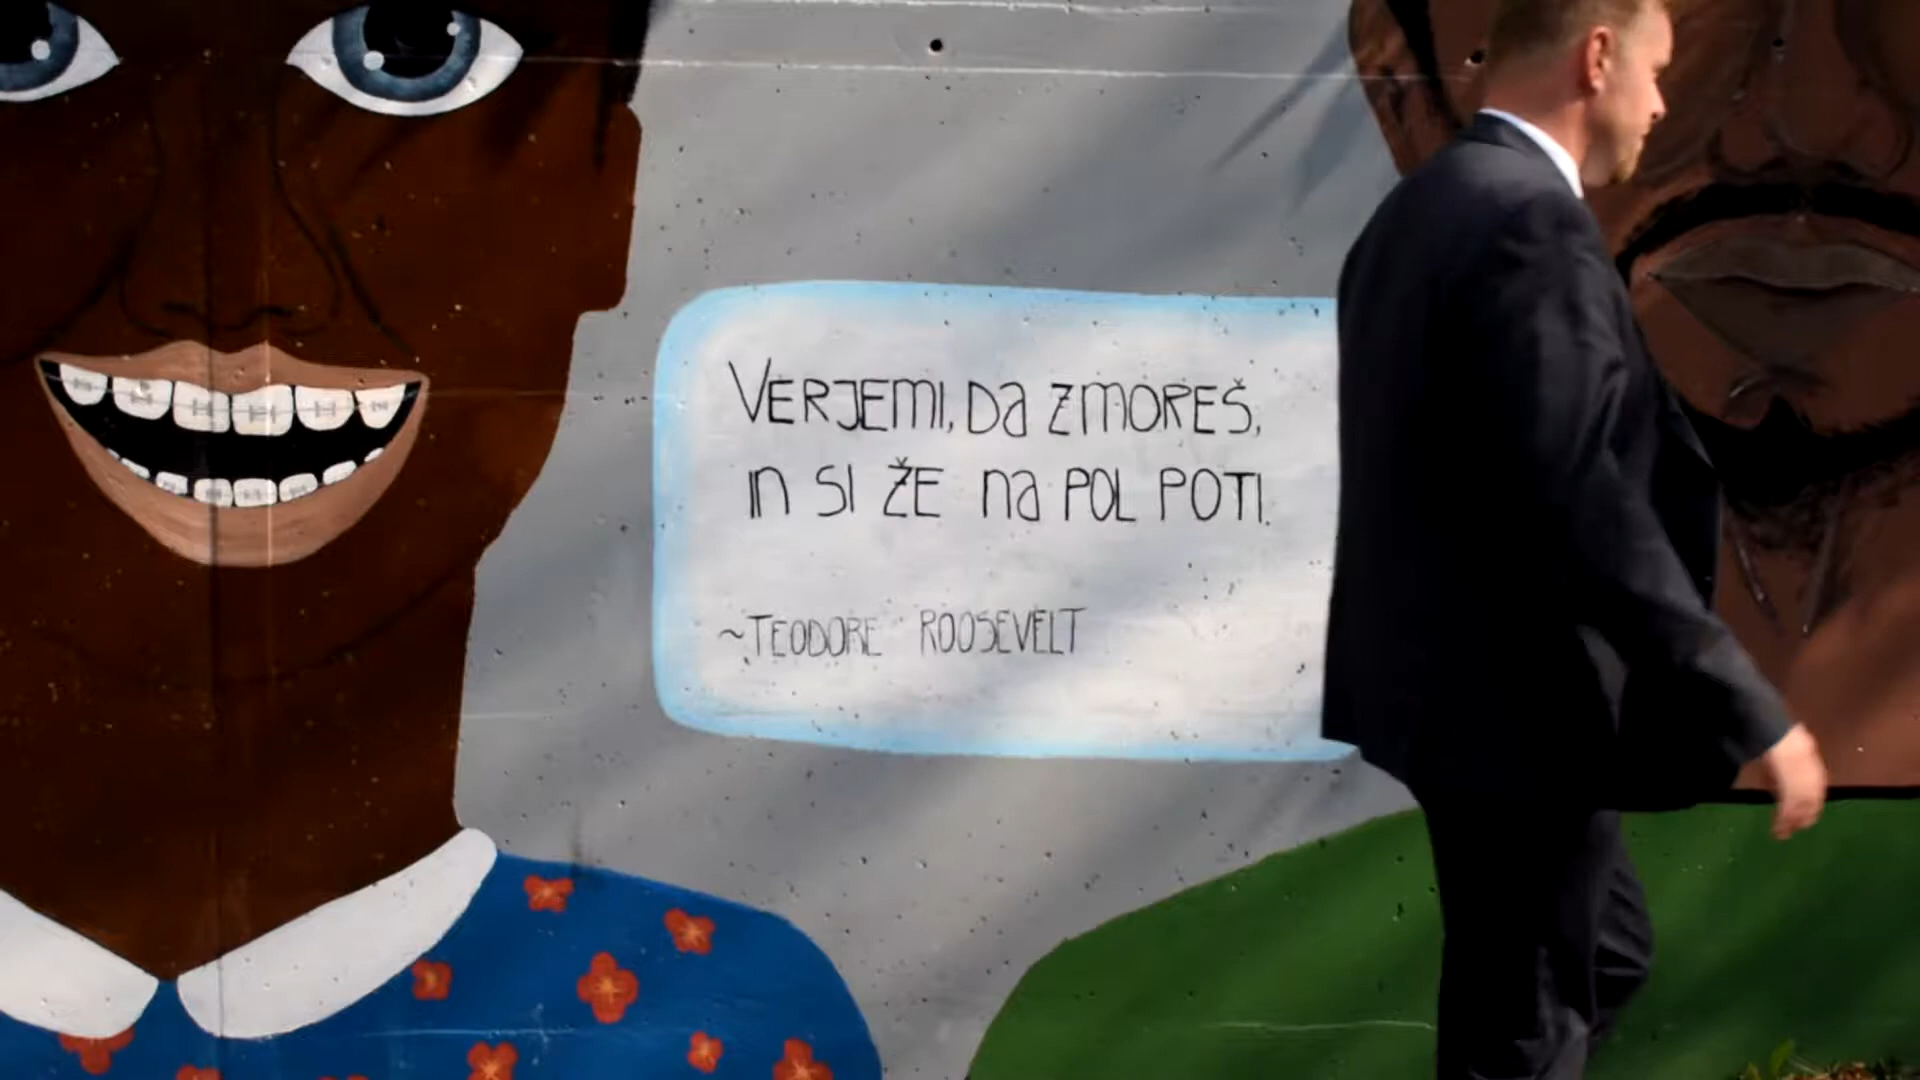 VERJEMI, Da ZMOREŠ,
in SI ŽE na POL POTI.
~TEODORE ROOSEVELT